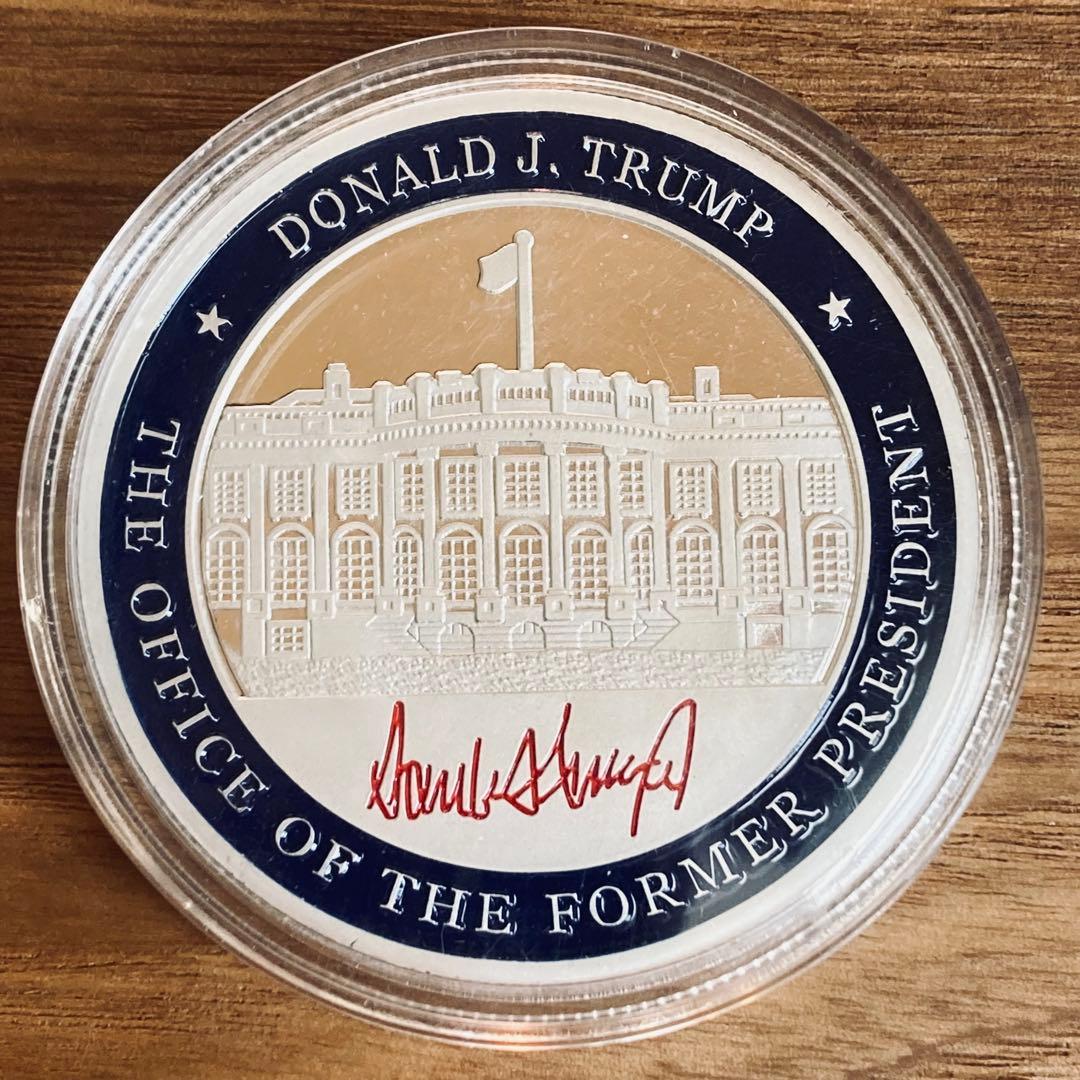 DONALD J. TRUMP
THE OFFICE OF THE FORMER PRESIDENT